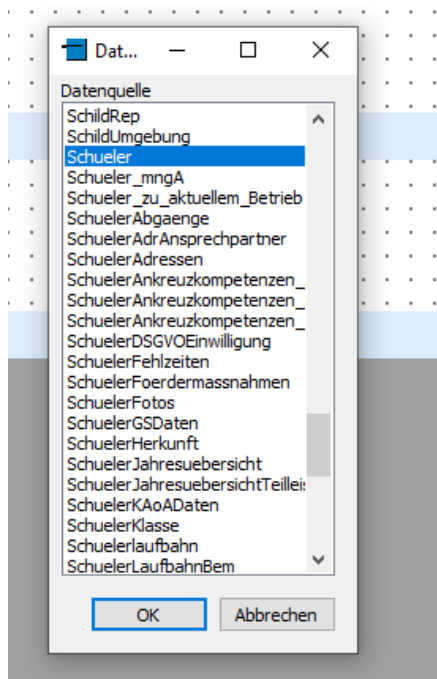 Dat...
Datenquelle
SchildRep
SchildUmgebung
Schueler
Schueler_mngA
Schueler_zu_aktuellem_Betrieb
SchuelerAbgaenge
SchuelerAdrAnsprechpartner
SchuelerAdressen
SchuelerAnkreuzkompetenzen_
SchuelerAnkreuzkompetenzen_
SchuelerAnkreuzkompetenzen_
SchuelerDSGVOEinwilligung
SchuelerFehlzeiten
SchuelerFoerdermassnahmen
SchuelerFotos
SchuelerGSDaten
SchuelerHerkunft
SchuelerJahresuebersicht
SchuelerJahresuebersichtTeilleis
SchuelerKAoADaten
SchuelerKlasse
Schuelerlaufbahn
SchuelerLaufbahnBem
OK Abbrechen